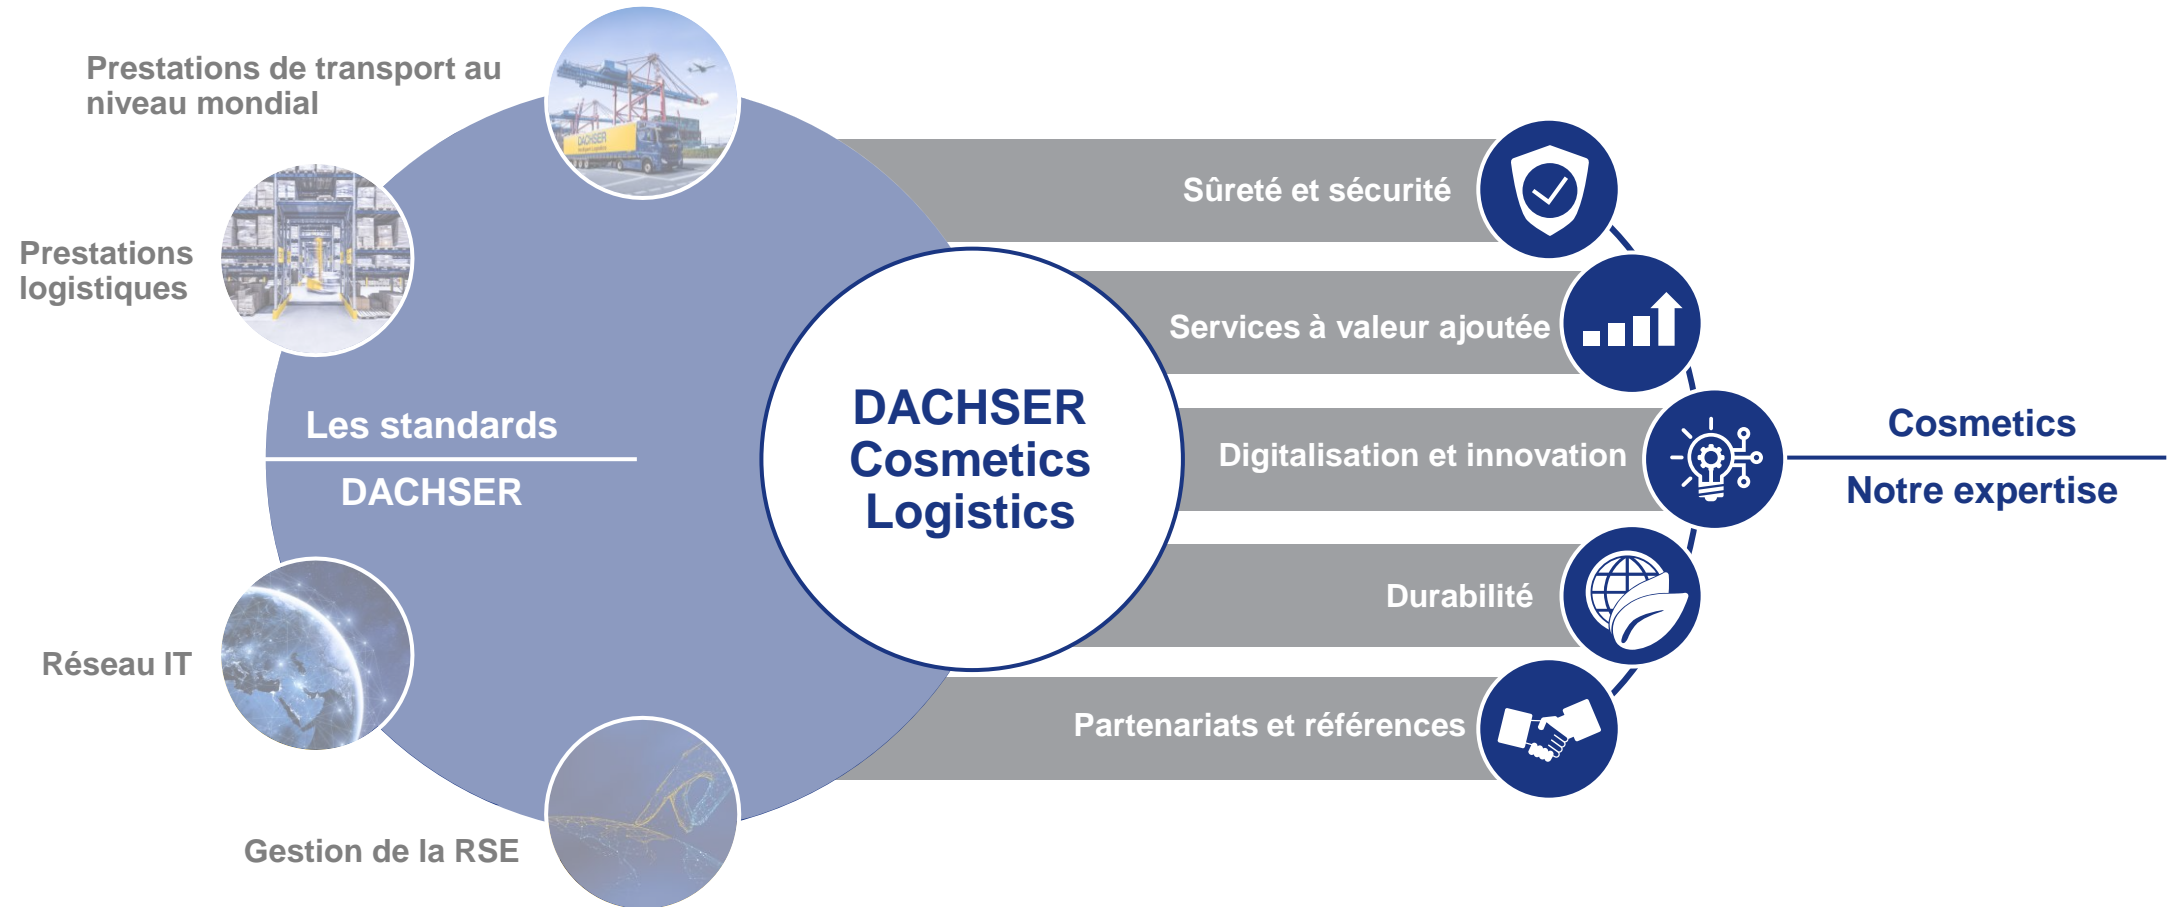 Prestations de transport au
niveau mondial
DACHSER
Prestations
logistiques
Les standards
DACHSER
Réseau IT
Gestion de la RSE
DACHSER
Cosmetics
Logistics
Sûreté et sécurité
Services à valeur ajoutée
Digitalisation et innovation
Durabilité
Partenariats et références
Cosmetics
Notre expertise